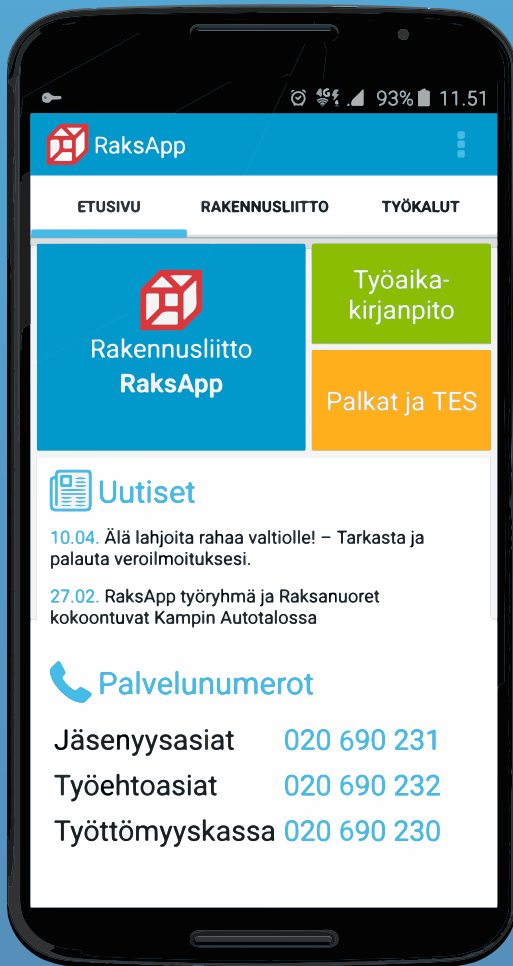 4G 93% 11.51
RaksApp
ETUSIVU RAKENNUSLIITTO TYÖKALUT
Rakennusliitto
RaksApp
Työaika-
kirjanpito
Palkat ja TES
Uutiset
10.04. Älä lahjoita rahaa valtiolle! – Tarkasta ja
palauta veroilmoituksesi.
27.02. RaksApp työryhmä ja Raksanuoret
kokoontuvat Kampin Autotalossa
Palvelunumerot
Jäsenyysasiat 020 690 231
Työehtoasiat 020 690 232
Työttömyyskassa 020 690 230